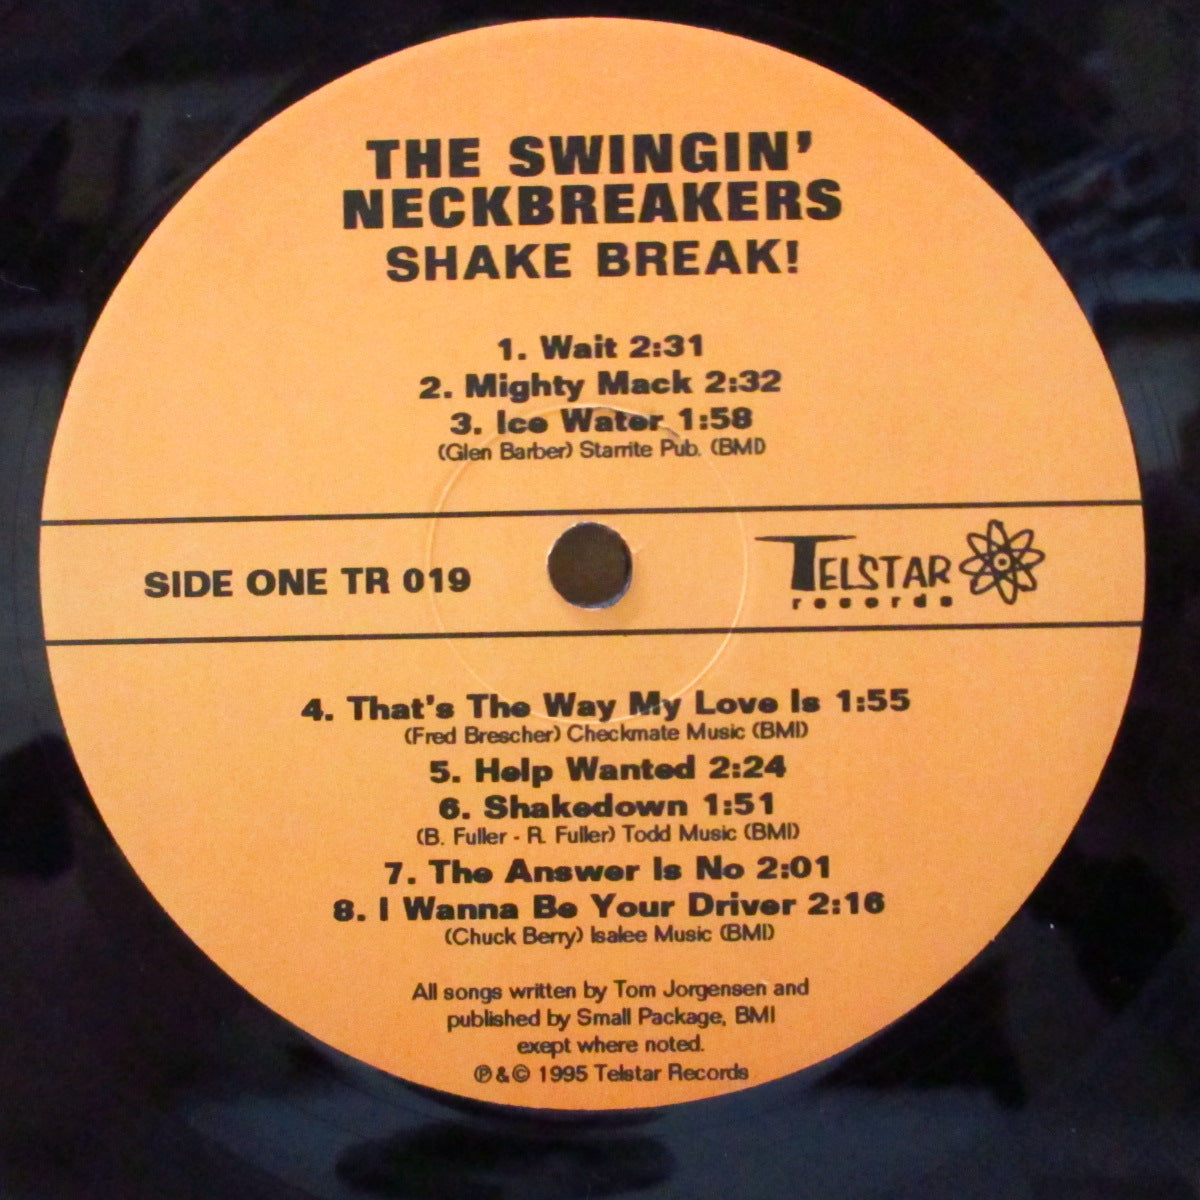 THE SWINGIN'
NECKBREAKERS
SHAKE BREAK!
1. Wait 2:31
2. Mighty Mack 2:32
3. Ice Water 1:58
(Glen Barber) Starrite Pub. (BMI)
SIDE ONE TR 019
TELSTAR
records
4. That's The Way My Love Is 1:55
(Fred Brescher) Checkmate Music (BMI)
5. Help Wanted 2:24
6. Shakedown 1:51
(B. Fuller - R. Fuller) Todd Music (BMI)
7. The Answer Is No 2:01
8. I Wanna Be Your Driver 2:16
(Chuck Berry) Isalee Music (BMI)
All songs written by Tom Jorgensen and
published by Small Package, BMI
exept where noted.
℗ & © 1995 Telstar Records